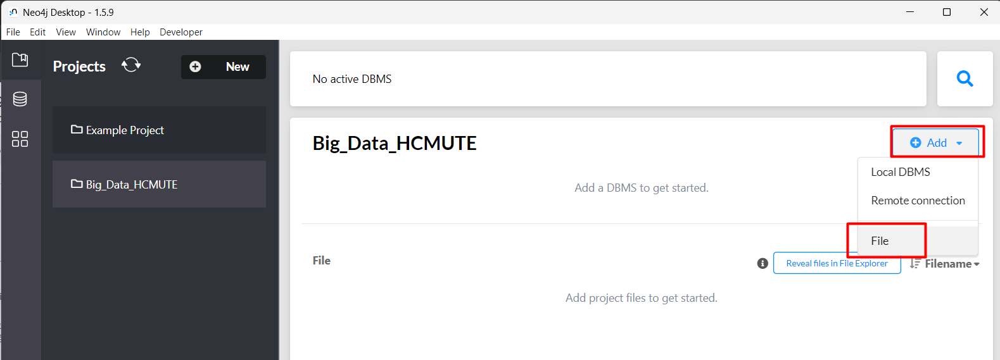 Neo4j Desktop - 1.5.9
File Edit View Window Help Developer
Projects
New
Example Project
Big_Data_HCMUTE
No active DBMS
Big_Data_HCMUTE
Add
Local DBMS
Remote connection
File
Add a DBMS to get started.
File
Reveal files in File Explorer
Filename
Add project files to get started.